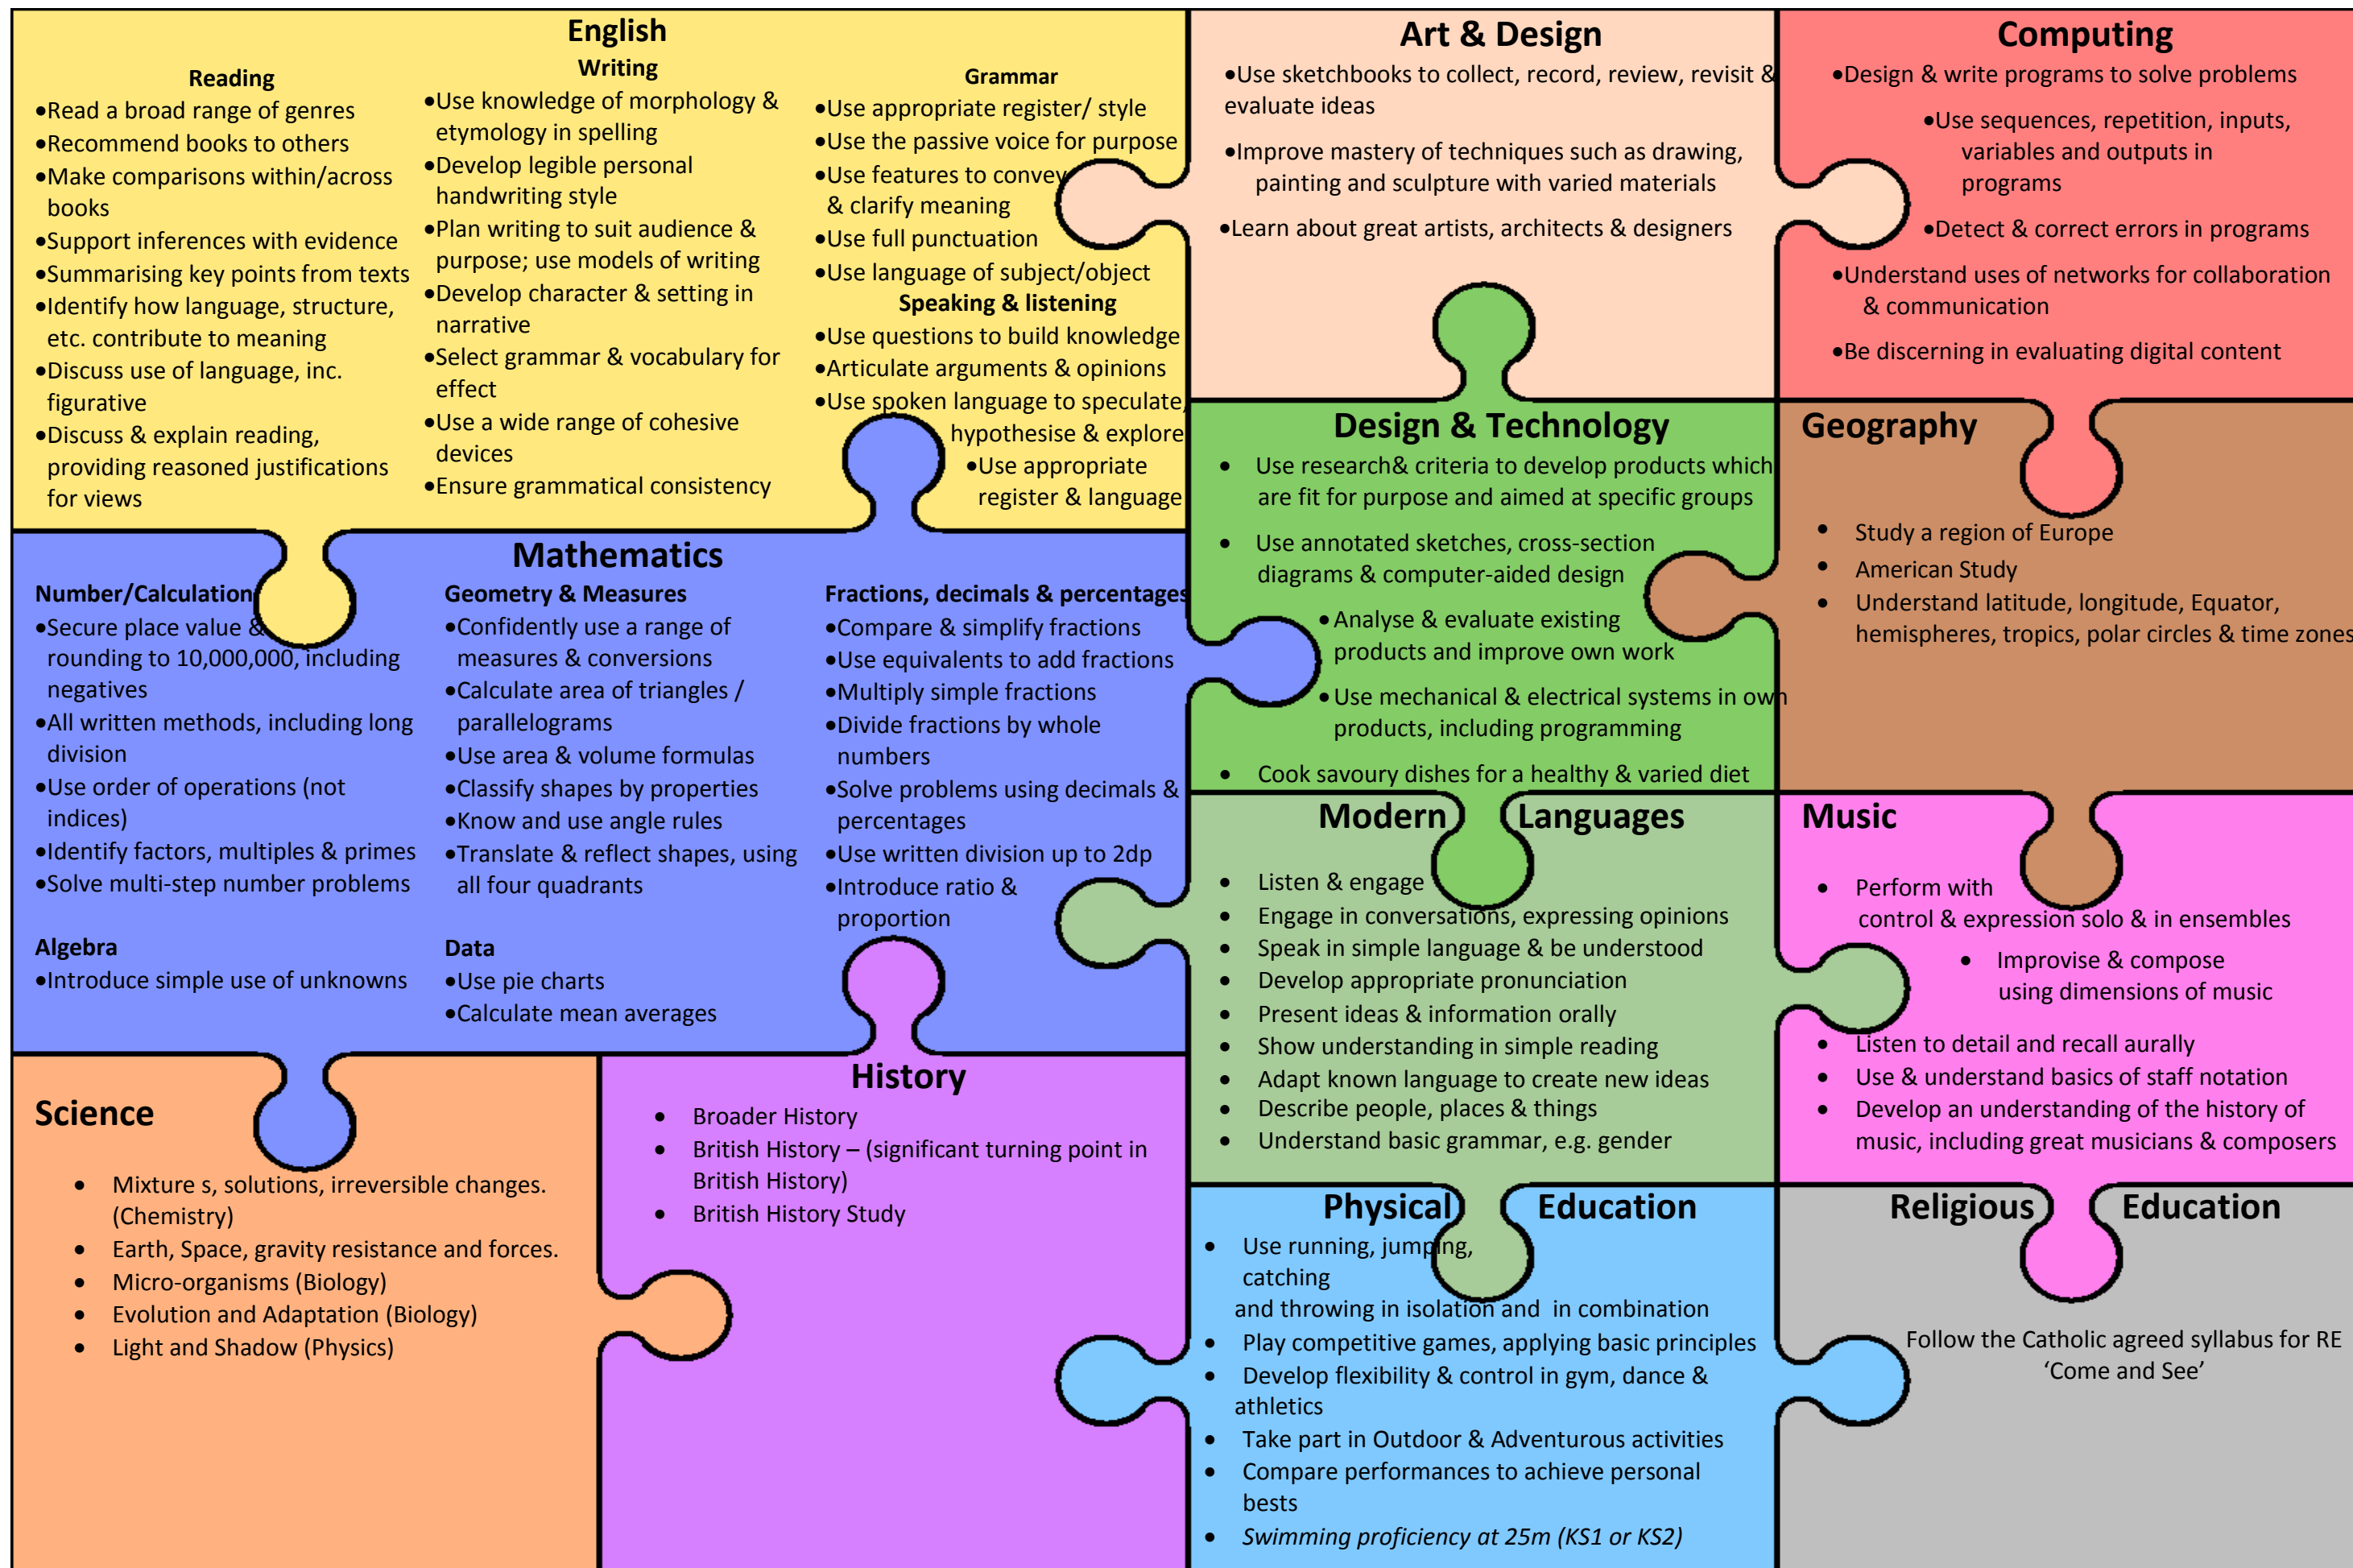 English
Reading
•Read a broad range of genres
•Recommend books to others
•Make comparisons within/across
books
•Support inferences with evidence
•Summarising key points from texts
•Identify how language, structure,
etc. contribute to meaning
•Discuss use of language, inc.
figurative
•Discuss & explain reading,
providing reasoned justifications
for views
Writing
•Use knowledge of morphology &
etymology in spelling
•Develop legible personal
handwriting style
•Plan writing to suit audience &
purpose; use models of writing
•Develop character & setting in
narrative
•Select grammar & vocabulary for
effect
•Use a wide range of cohesive
devices
•Ensure grammatical consistency
Grammar
•Use appropriate register/ style
•Use the passive voice for purpose
•Use features to convey
& clarify meaning
•Use full punctuation
•Use language of subject/object
Speaking & listening
•Use questions to build knowledge
•Articulate arguments & opinions
•Use spoken language to speculate,
hypothesise & explore
•Use appropriate
register & language
Art & Design
•Use sketchbooks to collect, record, review, revisit &
evaluate ideas
•Improve mastery of techniques such as drawing,
painting and sculpture with varied materials
•Learn about great artists, architects & designers
Computing
•Design & write programs to solve problems
•Use sequences, repetition, inputs,
variables and outputs in
programs
•Detect & correct errors in programs
•Understand uses of networks for collaboration
& communication
•Be discerning in evaluating digital content
Design & Technology
• Use research& criteria to develop products which
are fit for purpose and aimed at specific groups
• Use annotated sketches, cross-section
diagrams & computer-aided design
• Analyse & evaluate existing
products and improve own work
• Use mechanical & electrical systems in own
products, including programming
• Cook savoury dishes for a healthy & varied diet
Geography
• Study a region of Europe
• American Study
• Understand latitude, longitude, Equator,
hemispheres, tropics, polar circles & time zones
Mathematics
Number/Calculation
•Secure place value &
rounding to 10,000,000, including
negatives
•All written methods, including long
division
•Use order of operations (not
indices)
•Identify factors, multiples & primes
•Solve multi-step number problems
Algebra
•Introduce simple use of unknowns
Geometry & Measures
•Confidently use a range of
measures & conversions
•Calculate area of triangles /
parallelograms
•Use area & volume formulas
•Classify shapes by properties
•Know and use angle rules
•Translate & reflect shapes, using
all four quadrants
Data
•Use pie charts
•Calculate mean averages
Fractions, decimals & percentages
•Compare & simplify fractions
•Use equivalents to add fractions
•Multiply simple fractions
•Divide fractions by whole
numbers
•Solve problems using decimals &
percentages
•Use written division up to 2dp
•Introduce ratio &
proportion
Modern Languages
• Listen & engage
• Engage in conversations, expressing opinions
• Speak in simple language & be understood
• Develop appropriate pronunciation
• Present ideas & information orally
• Show understanding in simple reading
• Adapt known language to create new ideas
• Describe people, places & things
• Understand basic grammar, e.g. gender
Music
• Perform with
control & expression solo & in ensembles
• Improvise & compose
using dimensions of music
• Listen to detail and recall aurally
• Use & understand basics of staff notation
• Develop an understanding of the history of
music, including great musicians & composers
Science
• Mixture s, solutions, irreversible changes.
(Chemistry)
• Earth, Space, gravity resistance and forces.
• Micro-organisms (Biology)
• Evolution and Adaptation (Biology)
• Light and Shadow (Physics)
History
• Broader History
• British History – (significant turning point in
British History)
• British History Study
Physical Education
• Use running, jumping,
catching
and throwing in isolation and in combination
• Play competitive games, applying basic principles
• Develop flexibility & control in gym, dance &
athletics
• Take part in Outdoor & Adventurous activities
• Compare performances to achieve personal
bests
• Swimming proficiency at 25m (KS1 or KS2)
Religious Education
Follow the Catholic agreed syllabus for RE
‘Come and See’